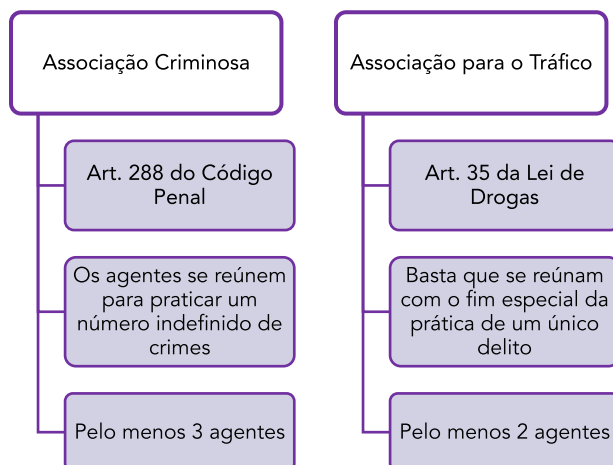 Associação Criminosa
Art. 288 do Código
Penal
Os agentes se reúnem
para praticar um
número indefinido de
crimes
Pelo menos 3 agentes
Associação para o Tráfico
Art. 35 da Lei de
Drogas
Basta que se reúnam
com o fim especial da
prática de um único
delito
Pelo menos 2 agentes